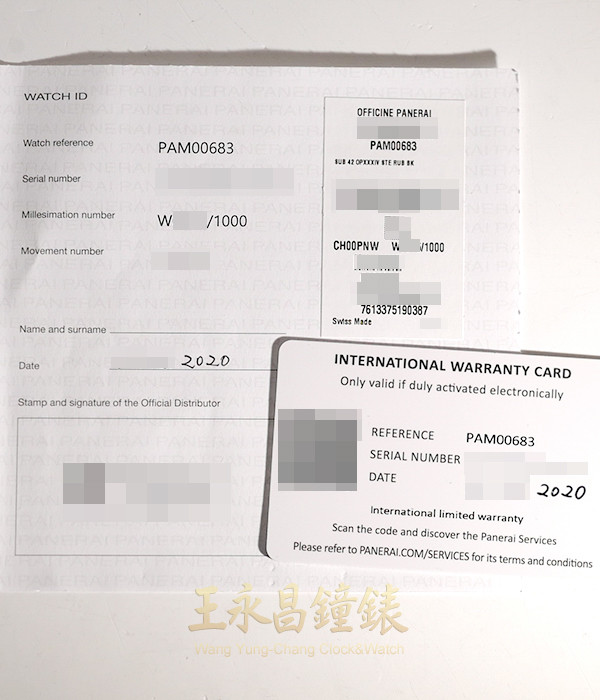 WATCH ID
Watch reference PAM00683
Serial number
Millesimation number W /1000
Movement number
Name and surname
Date 2020
Stamp and signature of the Official Distributor
OFFICINE PANERAI
PAM00683
SUB 42 OPXXXIV STE RUB BK
CH00PNW W /1000
7613375190387
Swiss Made
INTERNATIONAL WARRANTY CARD
Only valid if duly activated electronically
REFERENCE PAM00683
SERIAL NUMBER
DATE 2020
International limited warranty
Scan the code and discover the Panerai Services
Please refer to PANERAI.COM/SERVICES for its terms and conditions
王永昌鐘錶
Wang Yung-Chang Clock&Watch